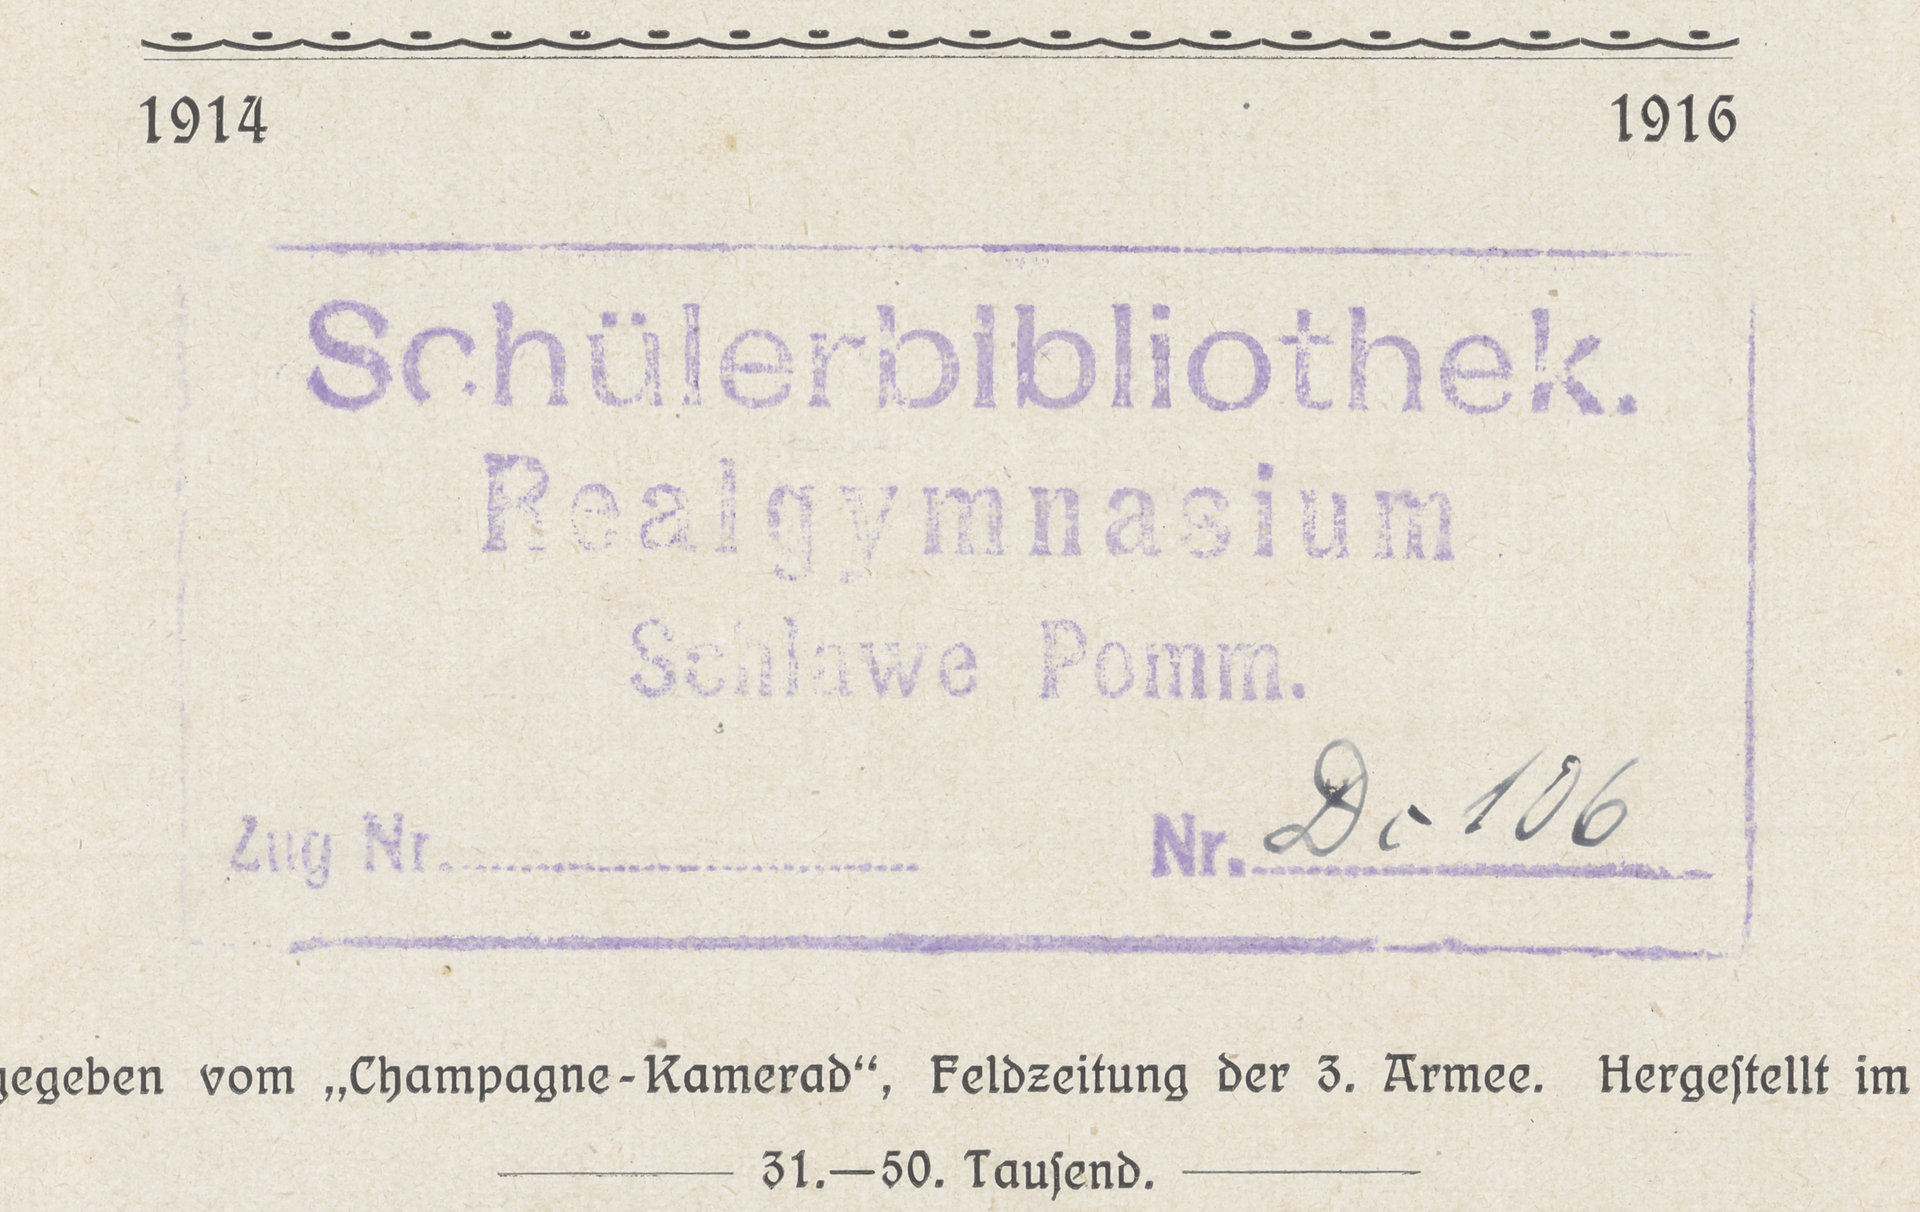 1914 1916
Schülerbibliothek.
Realgymnasium
Schlawe Pomm.
Zug Nr. Nr. Dc 106
gegeben vom „Champagne-Kamerad“, Feldzeitung der 3. Armee. Hergeſtellt im
31.—50. Tauſend.